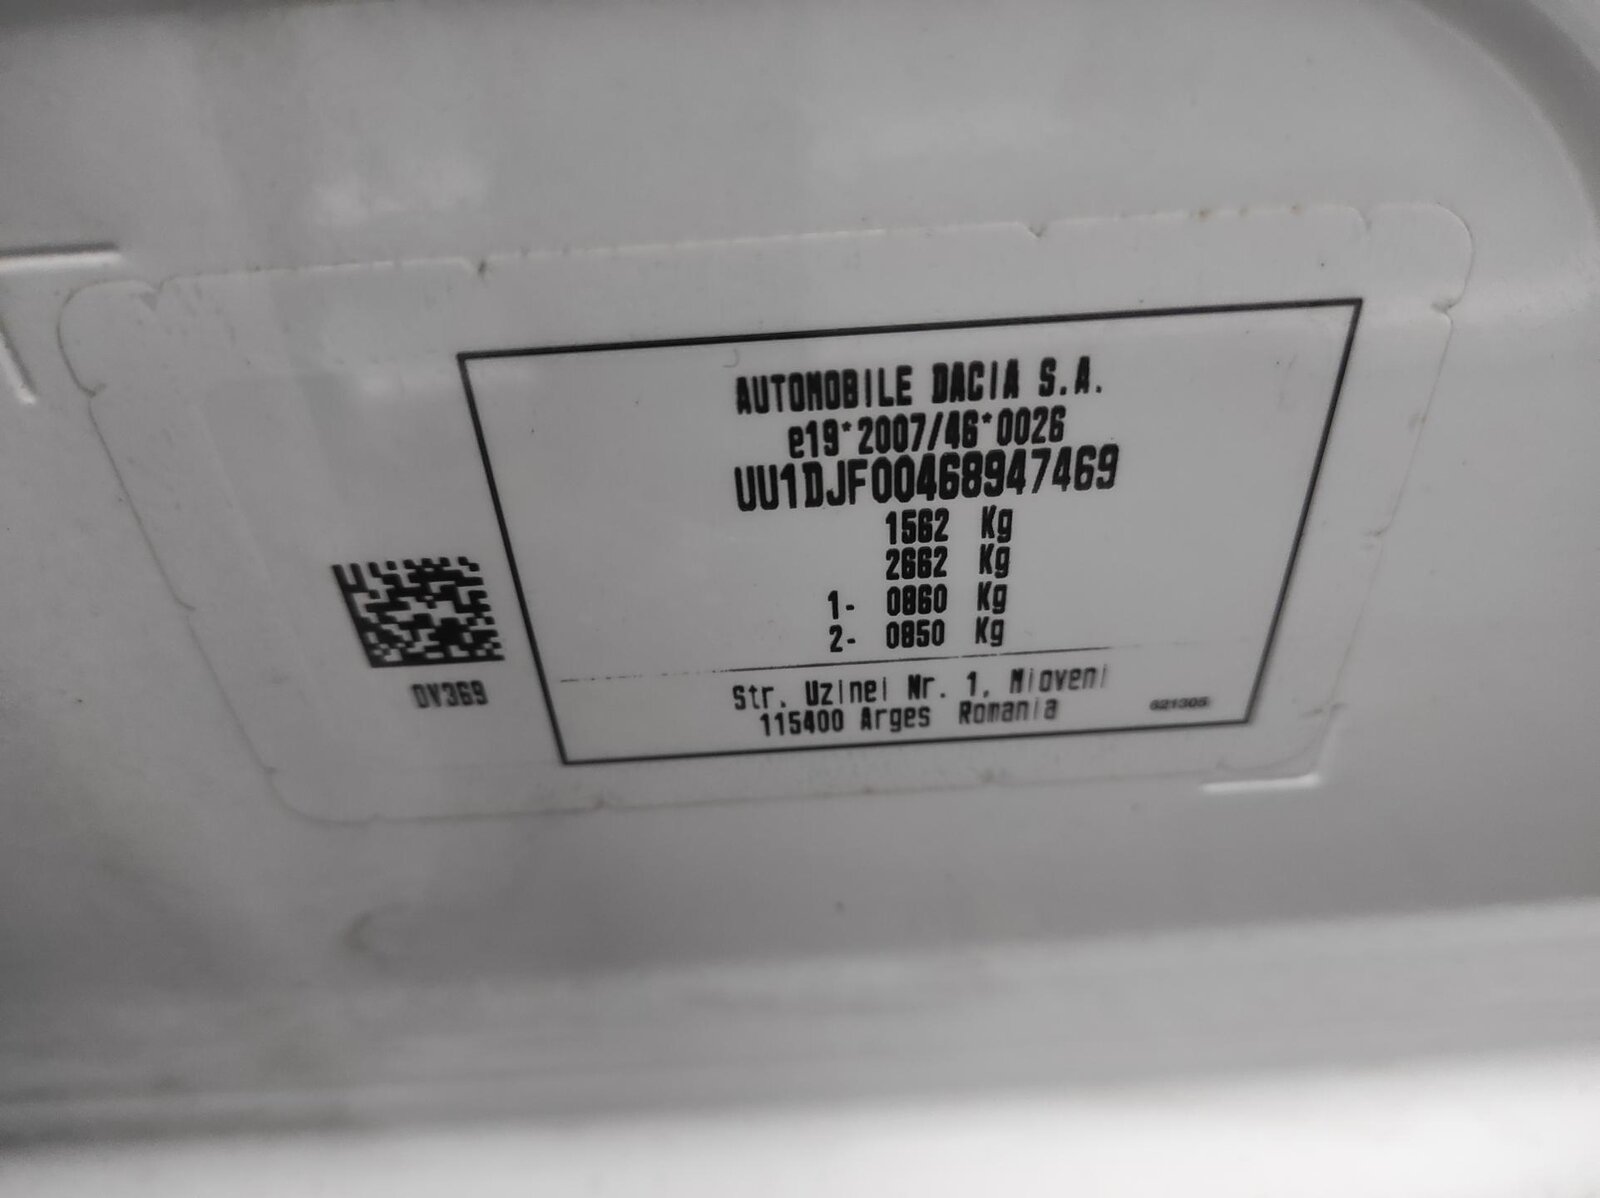 AUTOMOBILE DACIA S.A.
e19*2007/46*0026
UU1DJF00468947469
1562 Kg
2662 Kg
1- 0860 Kg
2- 0850 Kg
DV369
Str. Uzinei Nr. 1, Mioveni
115400 Arges Romania
621305